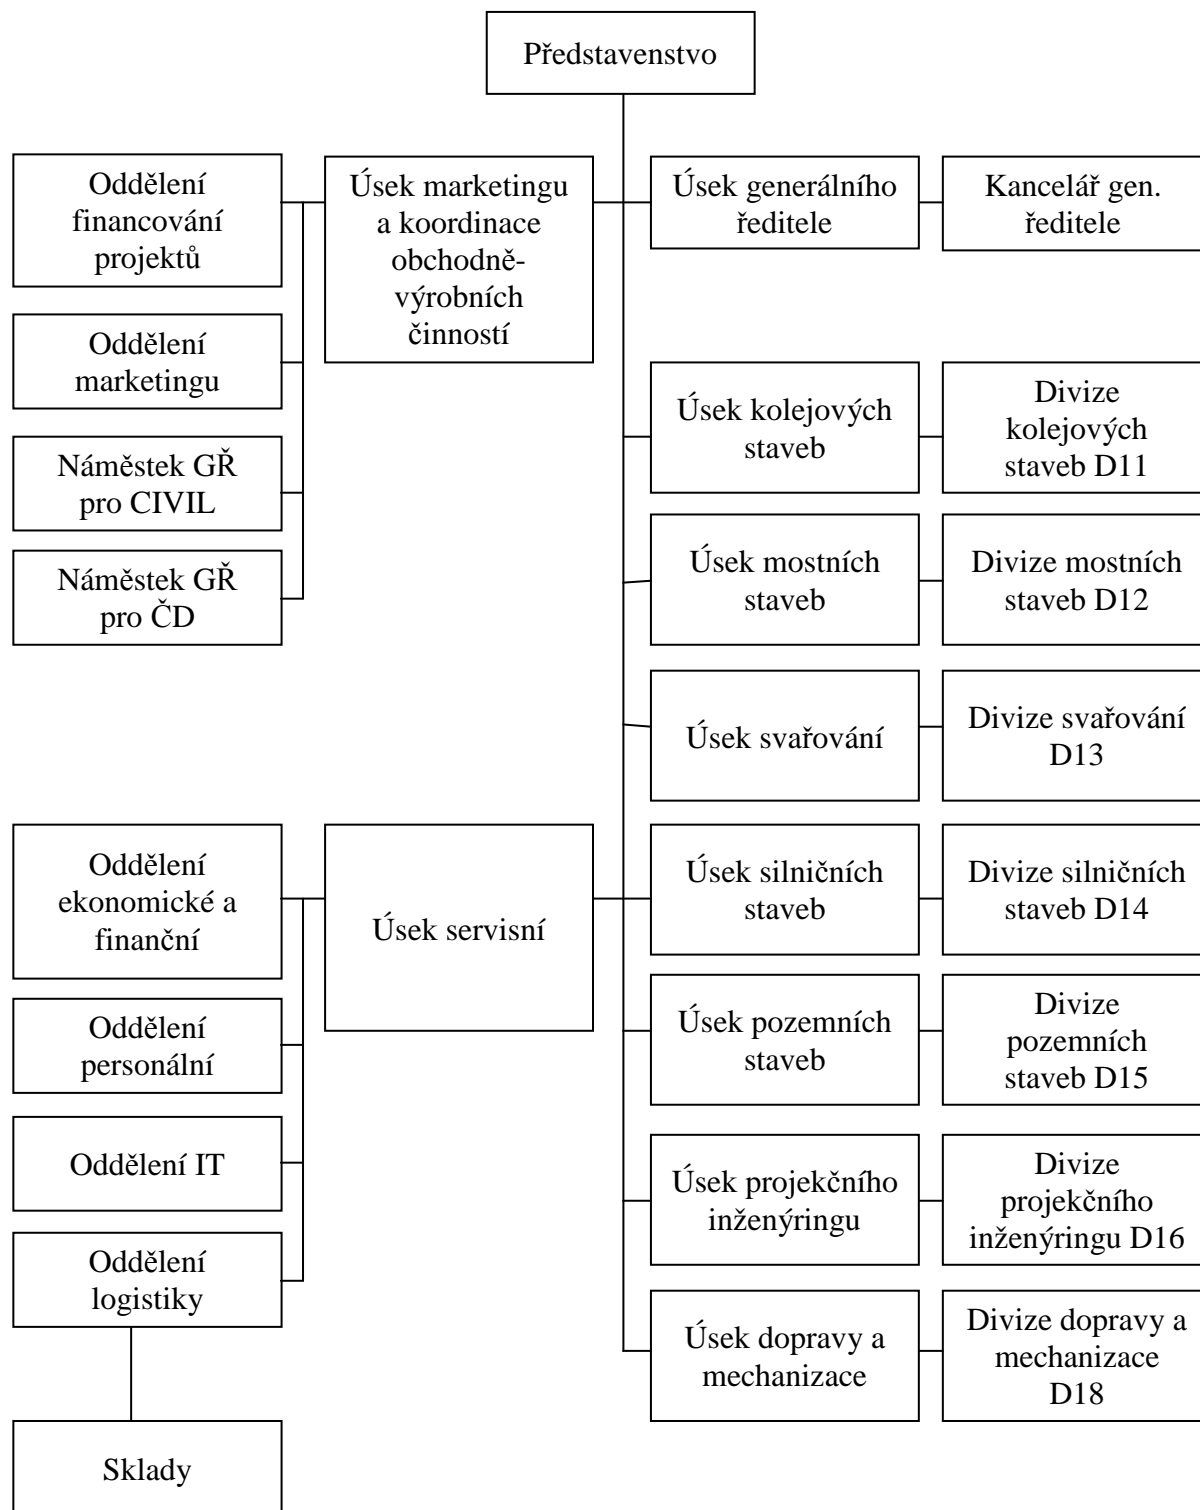 Představenstvo
Oddělení
financování
projektů
Úsek marketingu
a koordinace
obchodně-
výrobních
činností
Úsek generálního
ředitele
Kancelář gen.
ředitele
Oddělení
marketingu
Náměstek GŘ
pro CIVIL
Náměstek GŘ
pro ČD
Úsek kolejových
staveb
Divize
kolejových
staveb D11
Úsek mostních
staveb
Divize mostních
staveb D12
Úsek svařování
Divize svařování
D13
Oddělení
ekonomické a
finanční
Úsek servisní
Úsek silničních
staveb
Divize silničních
staveb D14
Oddělení
personální
Úsek pozemních
staveb
Divize
pozemních
staveb D15
Oddělení IT
Úsek projekčního
inženýringu
Divize
projekčního
inženýringu D16
Oddělení
logistiky
Úsek dopravy a
mechanizace
Divize dopravy a
mechanizace
D18
Sklady